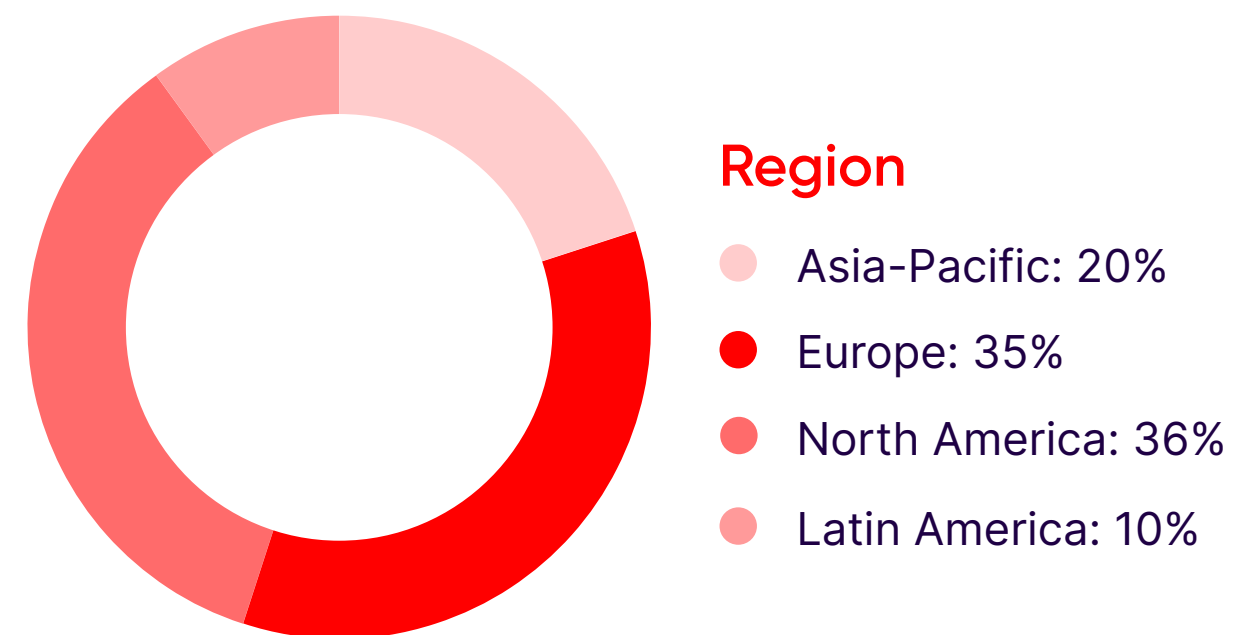 Region
Asia-Pacific: 20%
Europe: 35%
North America: 36%
Latin America: 10%